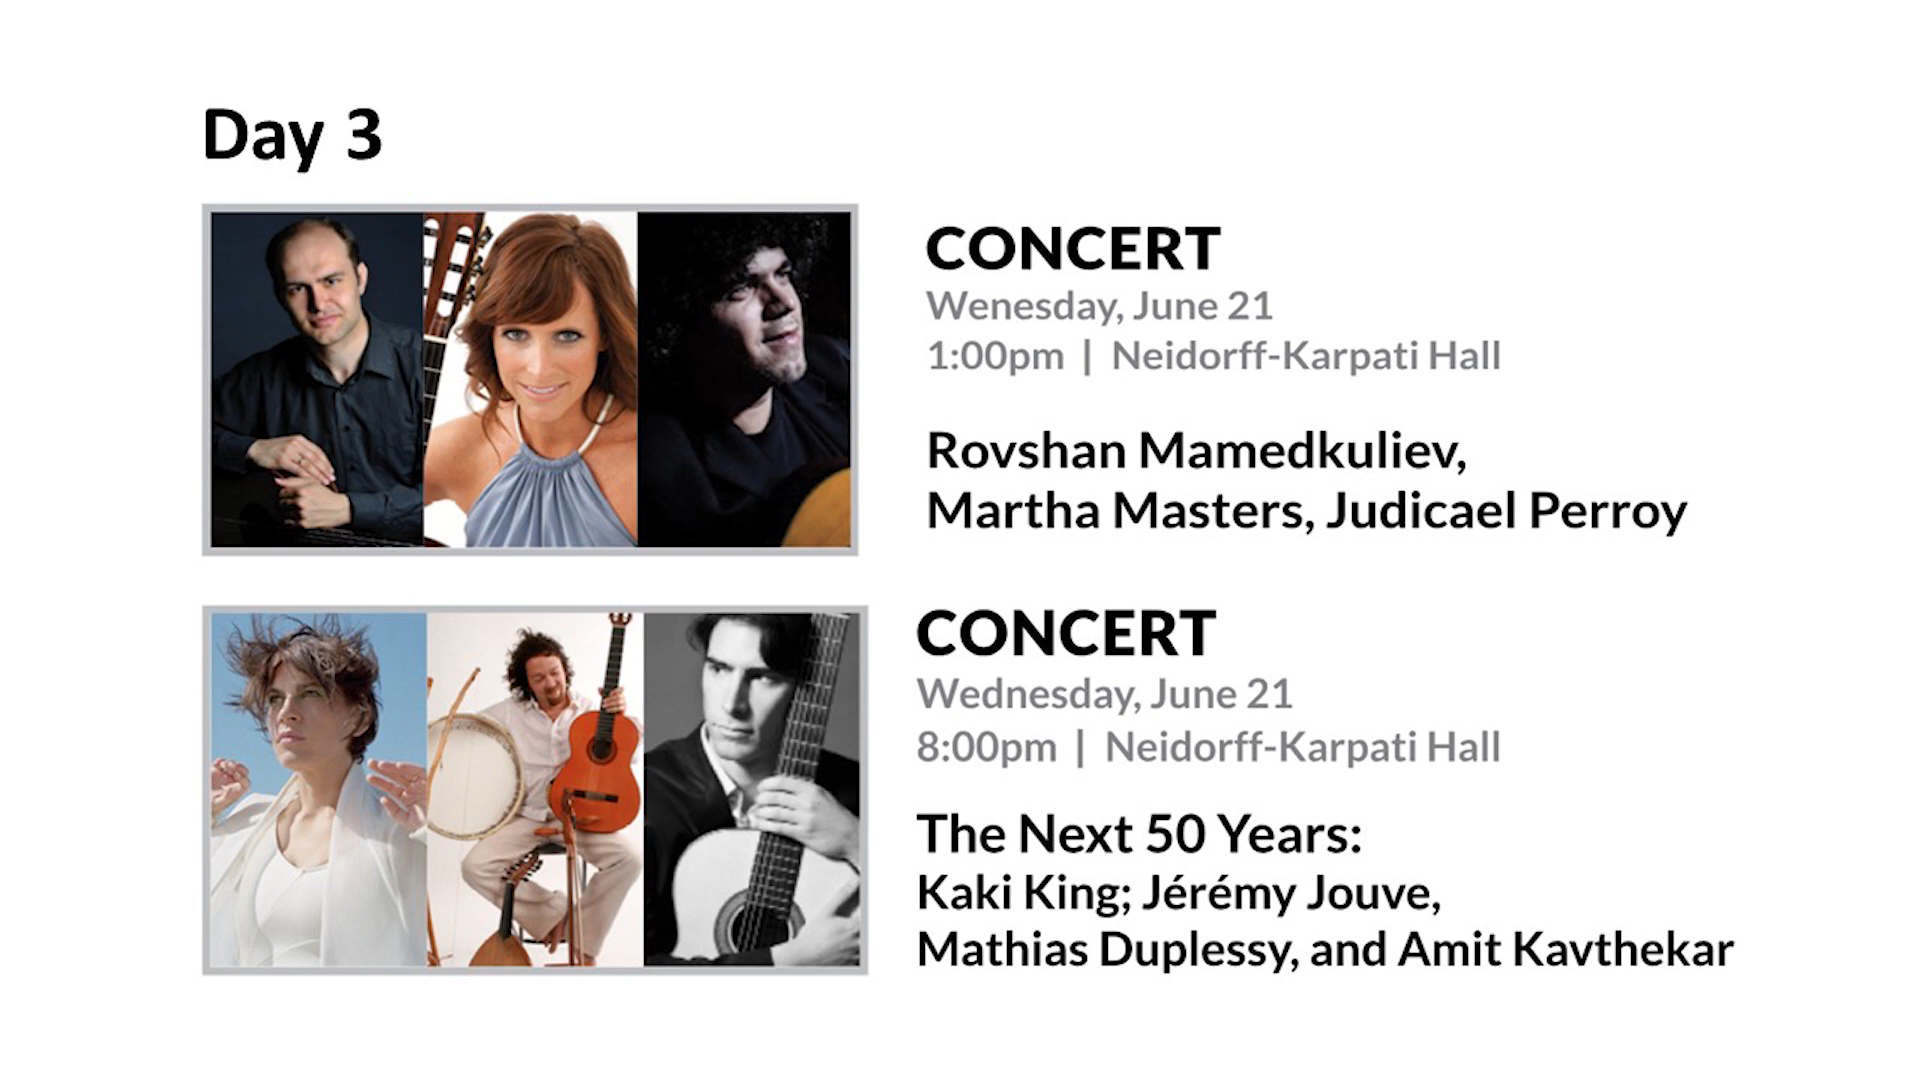 Day 3
CONCERT
Wenesday, June 21
1:00pm | Neidorff-Karpati Hall
Rovshan Mamedkuliev,
Martha Masters, Judicael Perroy
CONCERT
Wednesday, June 21
8:00pm | Neidorff-Karpati Hall
The Next 50 Years:
Kaki King; Jérémy Jouve,
Mathias Duplessy, and Amit Kavthekar